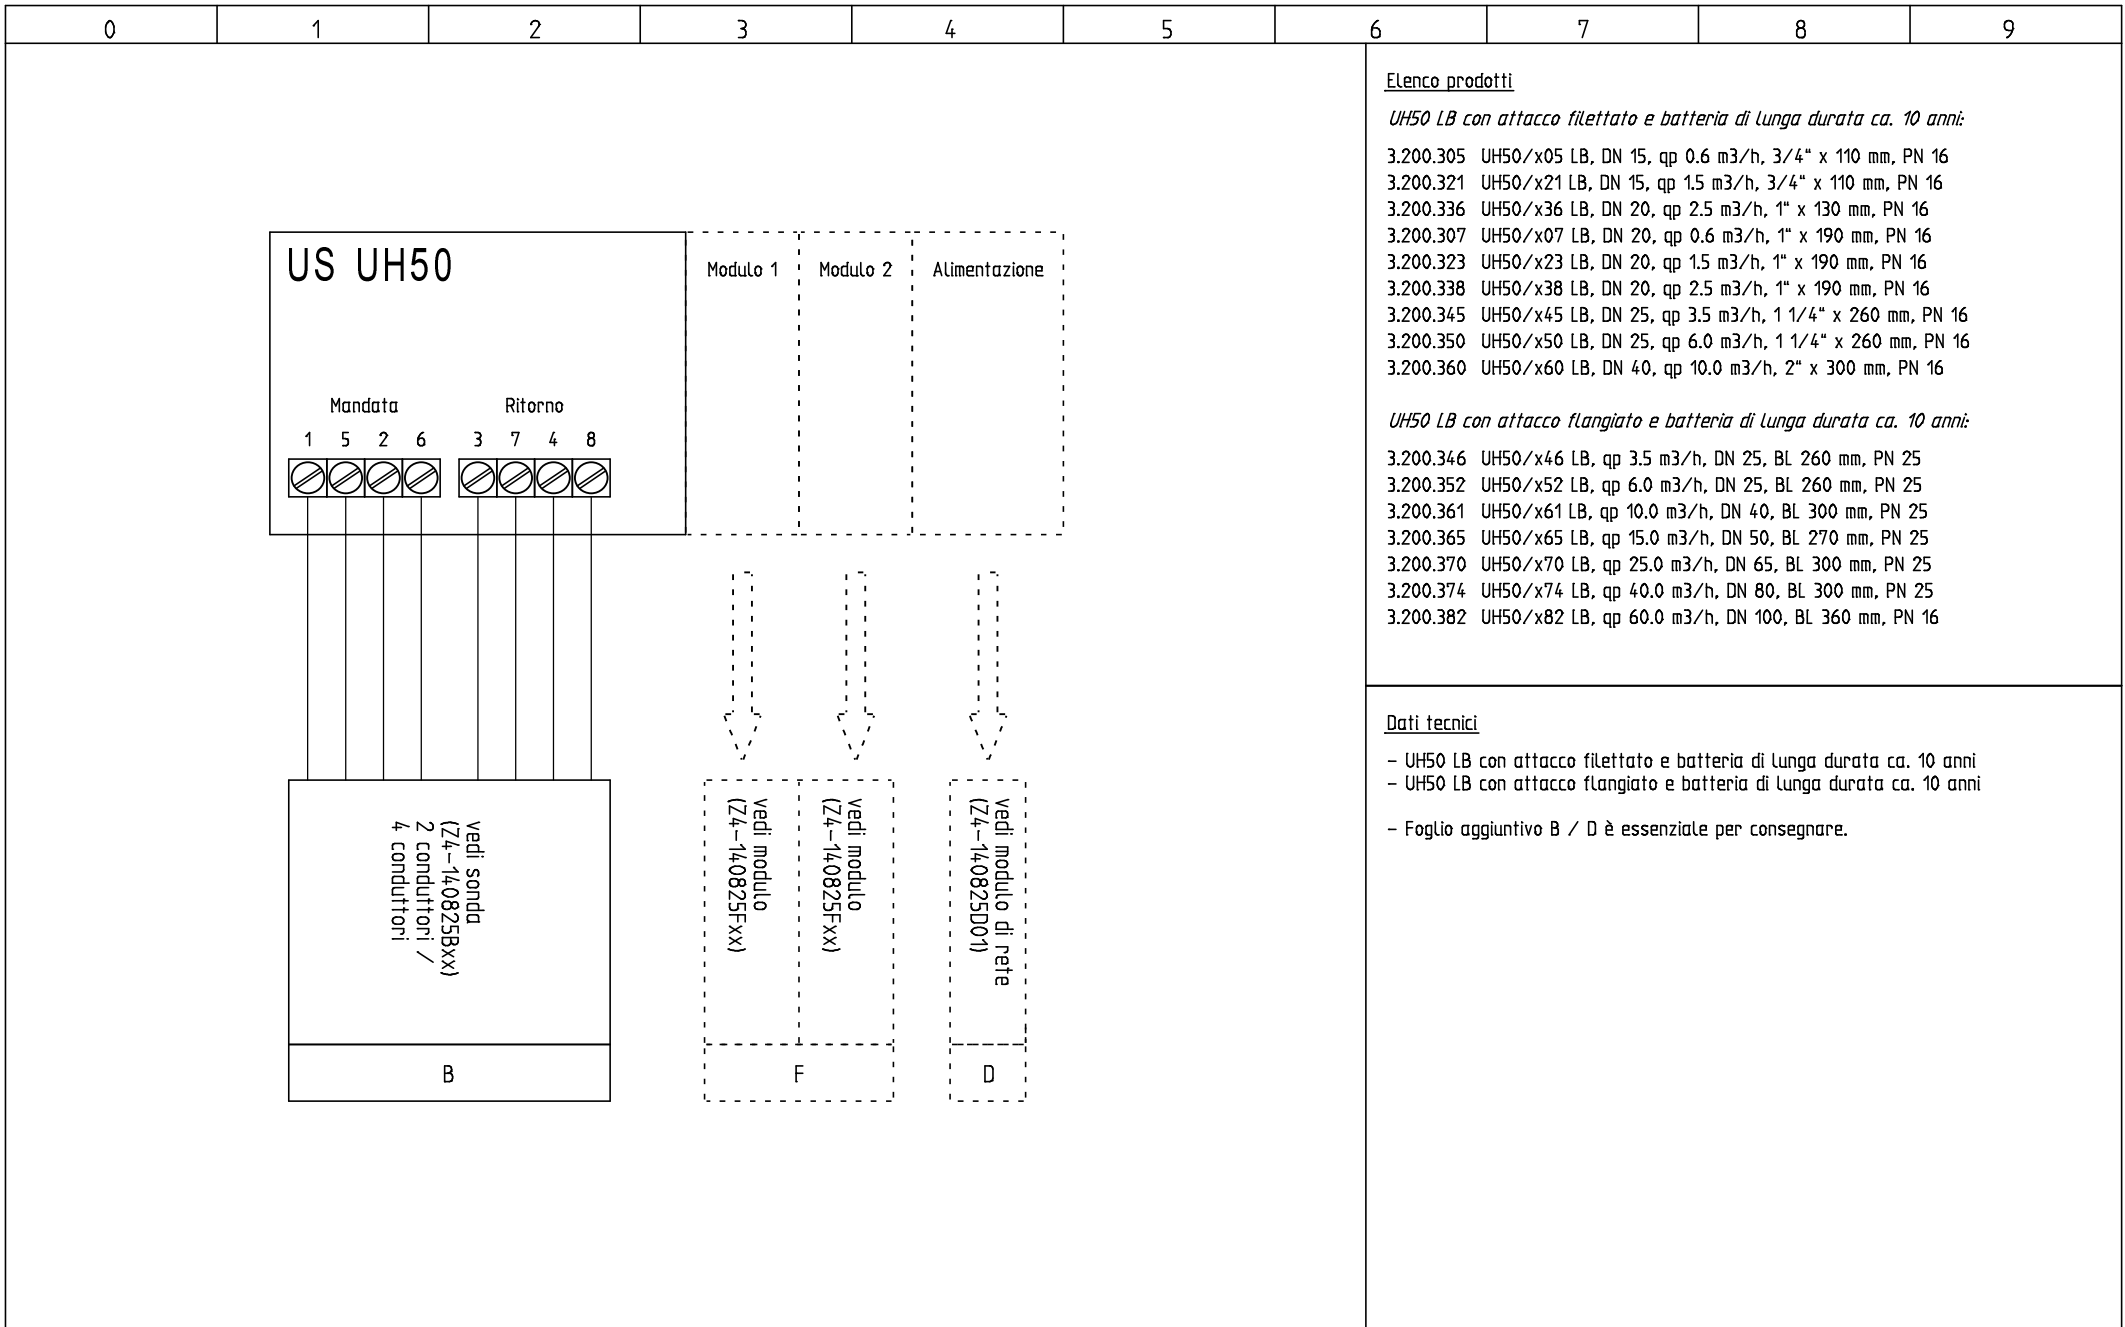 0 1 2 3 4 5 6 7 8 9
US UH50
Modulo 1 Modulo 2 Alimentazione
Mandata Ritorno
1 5 2 6 3 7 4 8
vedi sonda
(Z4-140825Bxx)
2 conduttori /
4 conduttori
B
vedi modulo
(Z4-140825Fxx)
vedi modulo
(Z4-140825Fxx)
F
vedi modulo di rete
(Z4-140825D01)
D
Elenco prodotti
UH50 LB con attacco filettato e batteria di lunga durata ca. 10 anni:
3.200.305 UH50/x05 LB, DN 15, qp 0.6 m3/h, 3/4" x 110 mm, PN 16
3.200.321 UH50/x21 LB, DN 15, qp 1.5 m3/h, 3/4" x 110 mm, PN 16
3.200.336 UH50/x36 LB, DN 20, qp 2.5 m3/h, 1" x 130 mm, PN 16
3.200.307 UH50/x07 LB, DN 20, qp 0.6 m3/h, 1" x 190 mm, PN 16
3.200.323 UH50/x23 LB, DN 20, qp 1.5 m3/h, 1" x 190 mm, PN 16
3.200.338 UH50/x38 LB, DN 20, qp 2.5 m3/h, 1" x 190 mm, PN 16
3.200.345 UH50/x45 LB, DN 25, qp 3.5 m3/h, 1 1/4" x 260 mm, PN 16
3.200.350 UH50/x50 LB, DN 25, qp 6.0 m3/h, 1 1/4" x 260 mm, PN 16
3.200.360 UH50/x60 LB, DN 40, qp 10.0 m3/h, 2" x 300 mm, PN 16
UH50 LB con attacco flangiato e batteria di lunga durata ca. 10 anni:
3.200.346 UH50/x46 LB, qp 3.5 m3/h, DN 25, BL 260 mm, PN 25
3.200.352 UH50/x52 LB, qp 6.0 m3/h, DN 25, BL 260 mm, PN 25
3.200.361 UH50/x61 LB, qp 10.0 m3/h, DN 40, BL 300 mm, PN 25
3.200.365 UH50/x65 LB, qp 15.0 m3/h, DN 50, BL 270 mm, PN 25
3.200.370 UH50/x70 LB, qp 25.0 m3/h, DN 65, BL 300 mm, PN 25
3.200.374 UH50/x74 LB, qp 40.0 m3/h, DN 80, BL 300 mm, PN 25
3.200.382 UH50/x82 LB, qp 60.0 m3/h, DN 100, BL 360 mm, PN 16
Dati tecnici
- UH50 LB con attacco filettato e batteria di lunga durata ca. 10 anni
- UH50 LB con attacco flangiato e batteria di lunga durata ca. 10 anni
- Foglio aggiuntivo B / D è essenziale per consegnare.